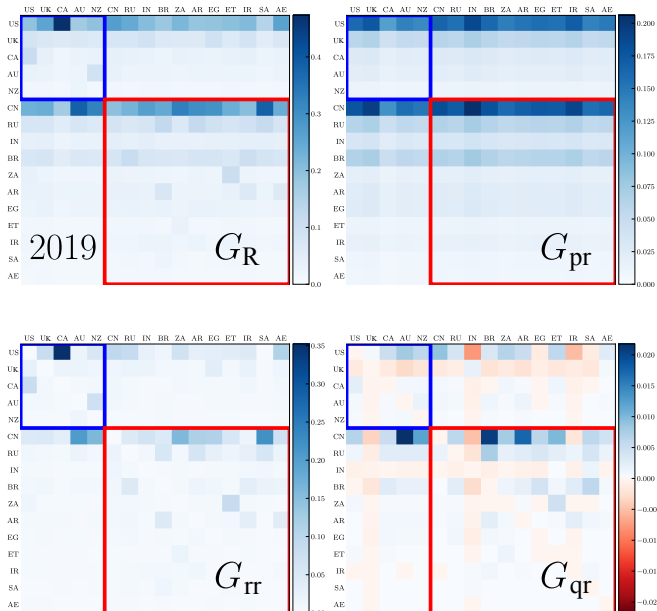 US UK CA AU NZ CN RU IN BR ZA AR EG ET IR SA AE
US
UK
CA
AU
NZ
CN
RU
IN
BR
ZA
AR
EG
ET
IR
SA
AE
2019
G_R
0.4
0.3
0.2
0.1
0.0
US UK CA AU NZ CN RU IN BR ZA AR EG ET IR SA AE
US
UK
CA
AU
NZ
CN
RU
IN
BR
ZA
AR
EG
ET
IR
SA
AE
G_pr
0.200
0.175
0.150
0.125
0.100
0.075
0.050
0.025
0.000
US UK CA AU NZ CN RU IN BR ZA AR EG ET IR SA AE
US
UK
CA
AU
NZ
CN
RU
IN
BR
ZA
AR
EG
ET
IR
SA
AE
G_rr
0.35
0.30
0.25
0.20
0.15
0.10
0.05
0.00
US UK CA AU NZ CN RU IN BR ZA AR EG ET IR SA AE
US
UK
CA
AU
NZ
CN
RU
IN
BR
ZA
AR
EG
ET
IR
SA
AE
G_qr
0.020
0.015
0.010
0.005
0.000
−0.005
−0.010
−0.015
−0.02